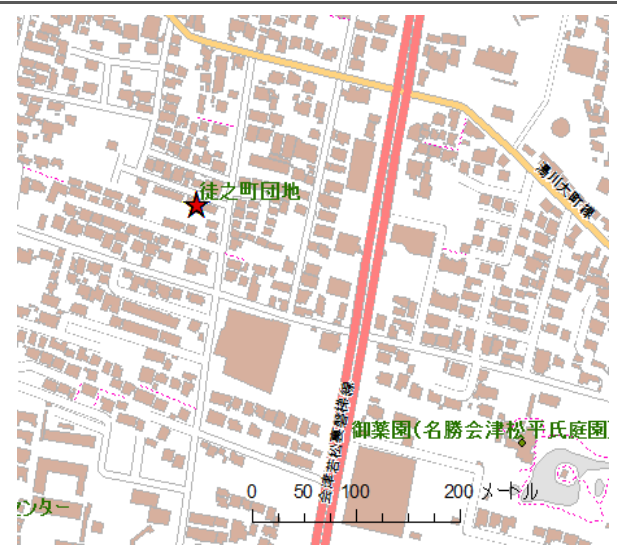 徒之町団地
湯川大町線
会津若松裏磐梯線
御薬園(名勝会津松平氏庭園)
ンター
0 50 100 200 メートル